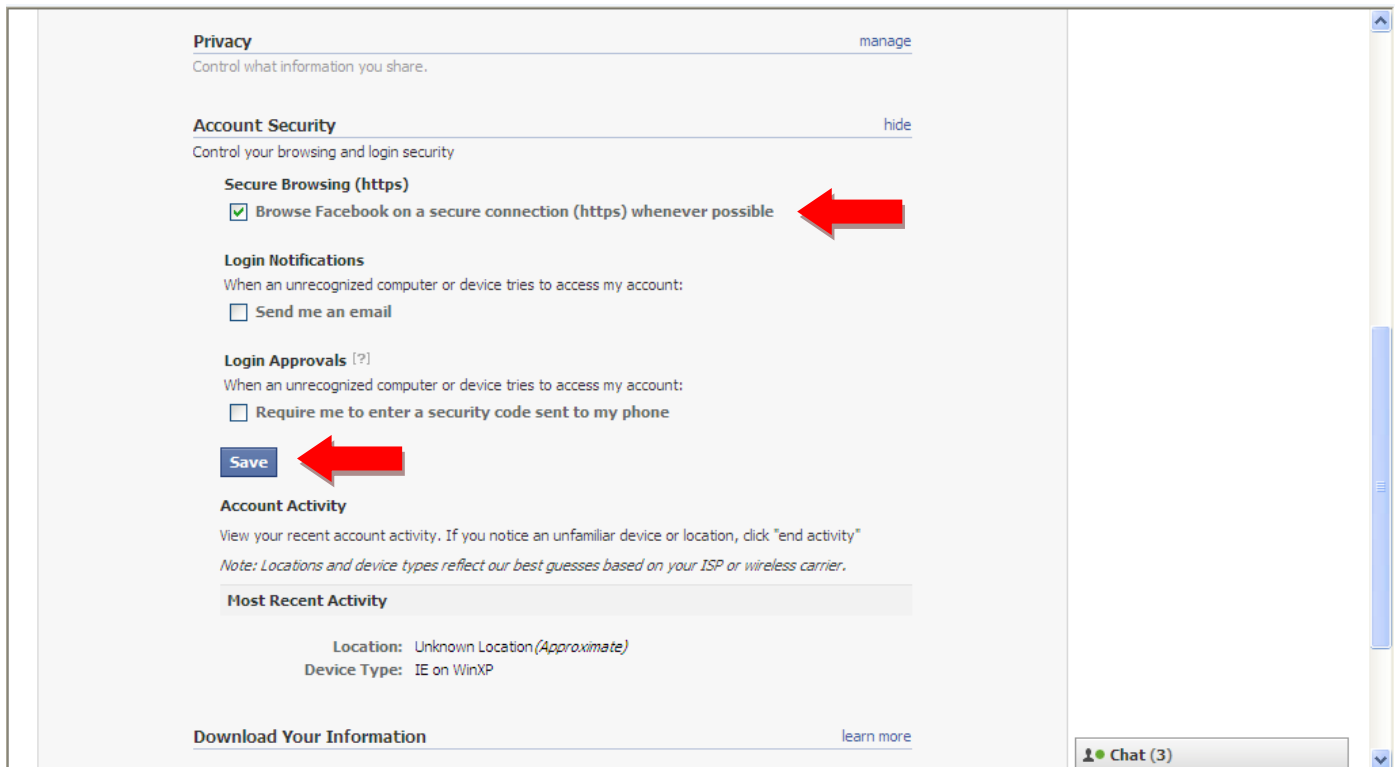 Privacy manage
Control what information you share.
Account Security hide
Control your browsing and login security
Secure Browsing (https)
Browse Facebook on a secure connection (https) whenever possible
Login Notifications
When an unrecognized computer or device tries to access my account:
Send me an email
Login Approvals [?]
When an unrecognized computer or device tries to access my account:
Require me to enter a security code sent to my phone
Save
Account Activity
View your recent account activity. If you notice an unfamiliar device or location, click "end activity"
Note: Locations and device types reflect our best guesses based on your ISP or wireless carrier.
Most Recent Activity
Location: Unknown Location (Approximate)
Device Type: IE on WinXP
Download Your Information learn more
Chat (3)